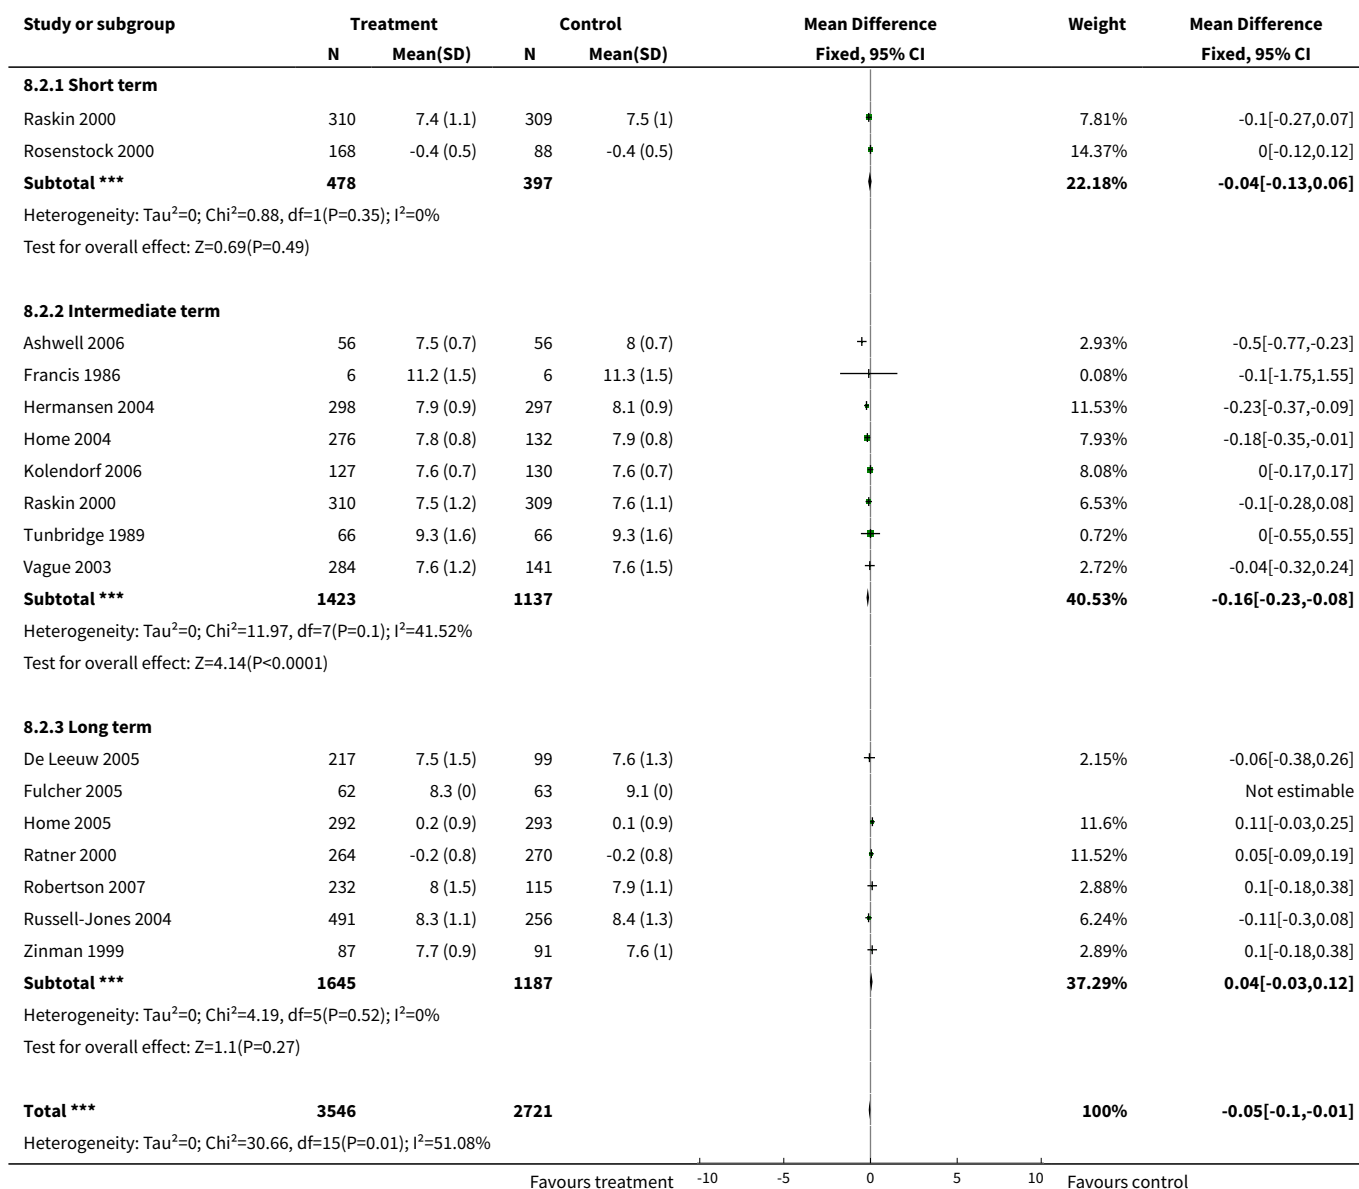 Study or subgroup Treatment Control Mean Difference Weight Mean Difference
N Mean(SD) N Mean(SD) Fixed, 95% CI Fixed, 95% CI
8.2.1 Short term
Raskin 2000 310 7.4 (1.1) 309 7.5 (1) 7.81% -0.1[-0.27,0.07]
Rosenstock 2000 168 -0.4 (0.5) 88 -0.4 (0.5) 14.37% 0[-0.12,0.12]
Subtotal *** 478 397 22.18% -0.04[-0.13,0.06]
Heterogeneity: Tau²=0; Chi²=0.88, df=1(P=0.35); I²=0%
Test for overall effect: Z=0.69(P=0.49)
8.2.2 Intermediate term
Ashwell 2006 56 7.5 (0.7) 56 8 (0.7) 2.93% -0.5[-0.77,-0.23]
Francis 1986 6 11.2 (1.5) 6 11.3 (1.5) 0.08% -0.1[-1.75,1.55]
Hermansen 2004 298 7.9 (0.9) 297 8.1 (0.9) 11.53% -0.23[-0.37,-0.09]
Home 2004 276 7.8 (0.8) 132 7.9 (0.8) 7.93% -0.18[-0.35,-0.01]
Kolendorf 2006 127 7.6 (0.7) 130 7.6 (0.7) 8.08% 0[-0.17,0.17]
Raskin 2000 310 7.5 (1.2) 309 7.6 (1.1) 6.53% -0.1[-0.28,0.08]
Tunbridge 1989 66 9.3 (1.6) 66 9.3 (1.6) 0.72% 0[-0.55,0.55]
Vague 2003 284 7.6 (1.2) 141 7.6 (1.5) 2.72% -0.04[-0.32,0.24]
Subtotal *** 1423 1137 40.53% -0.16[-0.23,-0.08]
Heterogeneity: Tau²=0; Chi²=11.97, df=7(P=0.1); I²=41.52%
Test for overall effect: Z=4.14(P<0.0001)
8.2.3 Long term
De Leeuw 2005 217 7.5 (1.5) 99 7.6 (1.3) 2.15% -0.06[-0.38,0.26]
Fulcher 2005 62 8.3 (0) 63 9.1 (0) Not estimable
Home 2005 292 0.2 (0.9) 293 0.1 (0.9) 11.6% 0.11[-0.03,0.25]
Ratner 2000 264 -0.2 (0.8) 270 -0.2 (0.8) 11.52% 0.05[-0.09,0.19]
Robertson 2007 232 8 (1.5) 115 7.9 (1.1) 2.88% 0.1[-0.18,0.38]
Russell-Jones 2004 491 8.3 (1.1) 256 8.4 (1.3) 6.24% -0.11[-0.3,0.08]
Zinman 1999 87 7.7 (0.9) 91 7.6 (1) 2.89% 0.1[-0.18,0.38]
Subtotal *** 1645 1187 37.29% 0.04[-0.03,0.12]
Heterogeneity: Tau²=0; Chi²=4.19, df=5(P=0.52); I²=0%
Test for overall effect: Z=1.1(P=0.27)
Total *** 3546 2721 100% -0.05[-0.1,-0.01]
Heterogeneity: Tau²=0; Chi²=30.66, df=15(P=0.01); I²=51.08%
Favours treatment -10 -5 0 5 10 Favours control